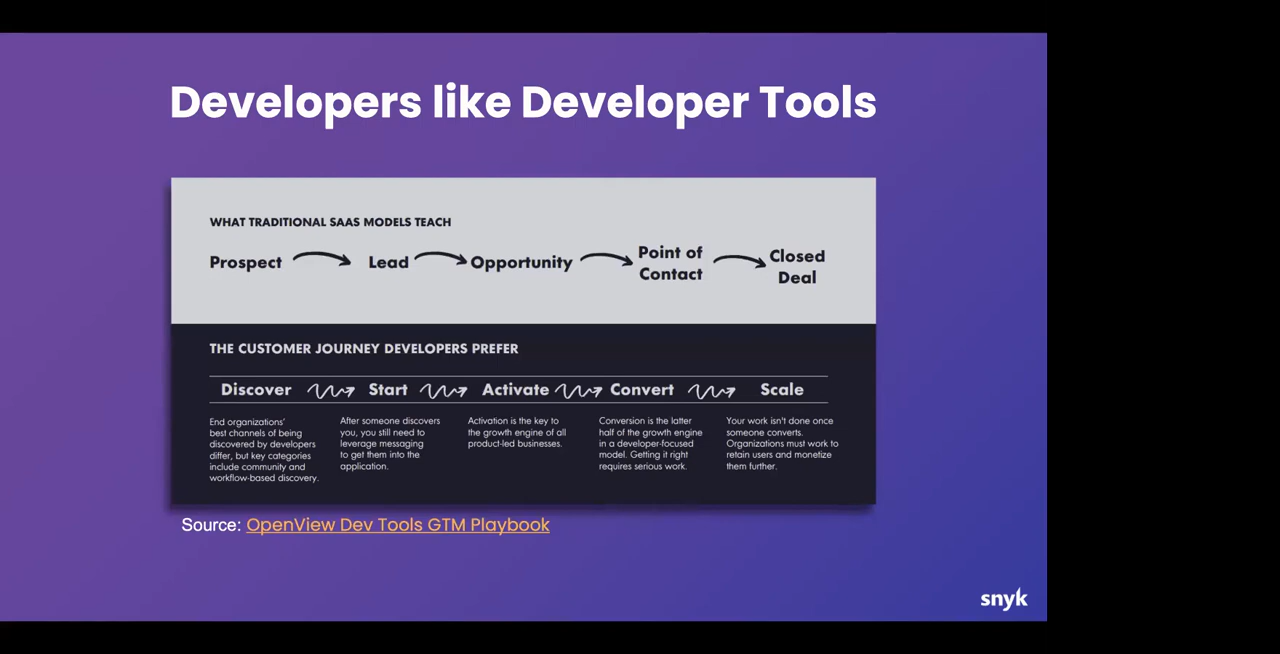 Developers like Developer Tools
WHAT TRADITIONAL SAAS MODELS TEACH
Prospect
Lead
Opportunity
Point of
Contact
Closed
Deal
THE CUSTOMER JOURNEY DEVELOPERS PREFER
Discover
Start
Activate
Convert
Scale
End organizations’
best channels of being
discovered by developers
differ, but key categories
include community and
workflow-based discovery.
After someone discovers
you, you still need to
leverage messaging
to get them into the
application.
Activation is the key to
the growth engine of all
product-led businesses.
Conversion is the latter
half of the growth engine
in a developer-focused
model. Getting it right
requires serious work.
Your work isn't done once
someone converts.
Organizations must work to
retain users and monetize
them further.
Source: OpenView Dev Tools GTM Playbook
snyk